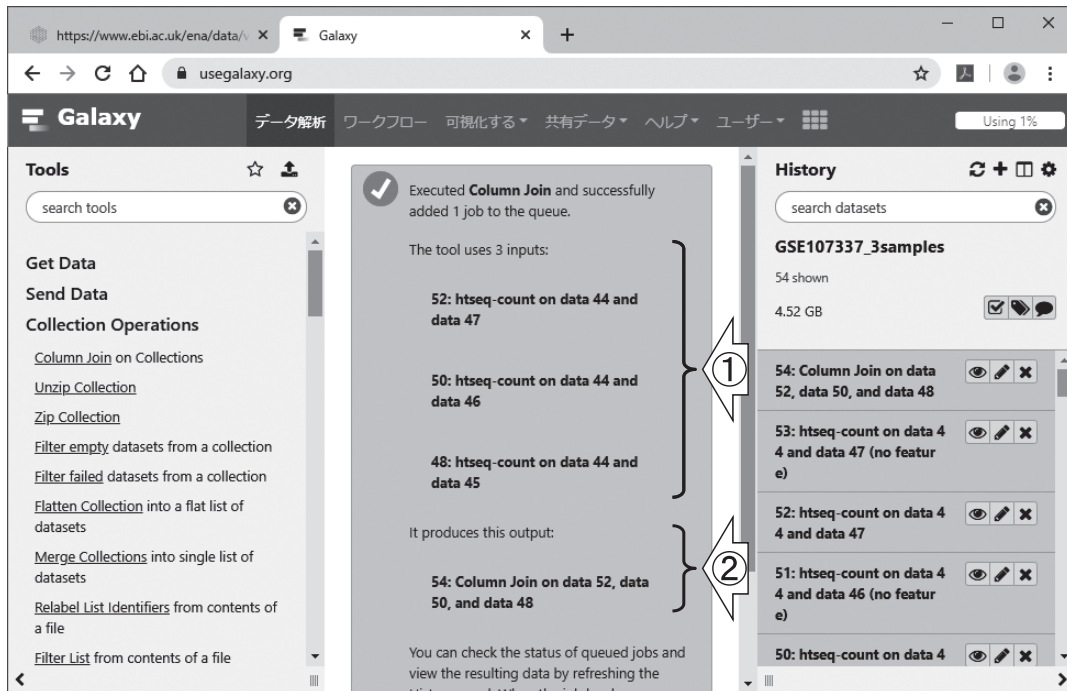 https://www.ebi.ac.uk/ena/data/v
Galaxy
usegalaxy.org
Galaxy
データ解析 ワークフロー 可視化する 共有データ ヘルプ ユーザー
Using 1%
Tools
search tools
Get Data
Send Data
Collection Operations
Column Join on Collections
Unzip Collection
Zip Collection
Filter empty datasets from a collection
Filter failed datasets from a collection
Flatten Collection into a flat list of
datasets
Merge Collections into single list of
datasets
Relabel List Identifiers from contents of
a file
Filter List from contents of a file
Executed Column Join and successfully
added 1 job to the queue.
The tool uses 3 inputs:
52: htseq-count on data 44 and
data 47
50: htseq-count on data 44 and
data 46
48: htseq-count on data 44 and
data 45
①
It produces this output:
54: Column Join on data 52, data
50, and data 48
②
You can check the status of queued jobs and
view the resulting data by refreshing the
History
search datasets
GSE107337_3samples
54 shown
4.52 GB
54: Column Join on data
52, data 50, and data 48
53: htseq-count on data 4
4 and data 47 (no featur
e)
52: htseq-count on data 4
4 and data 47
51: htseq-count on data 4
4 and data 46 (no featur
e)
50: htseq-count on data 4